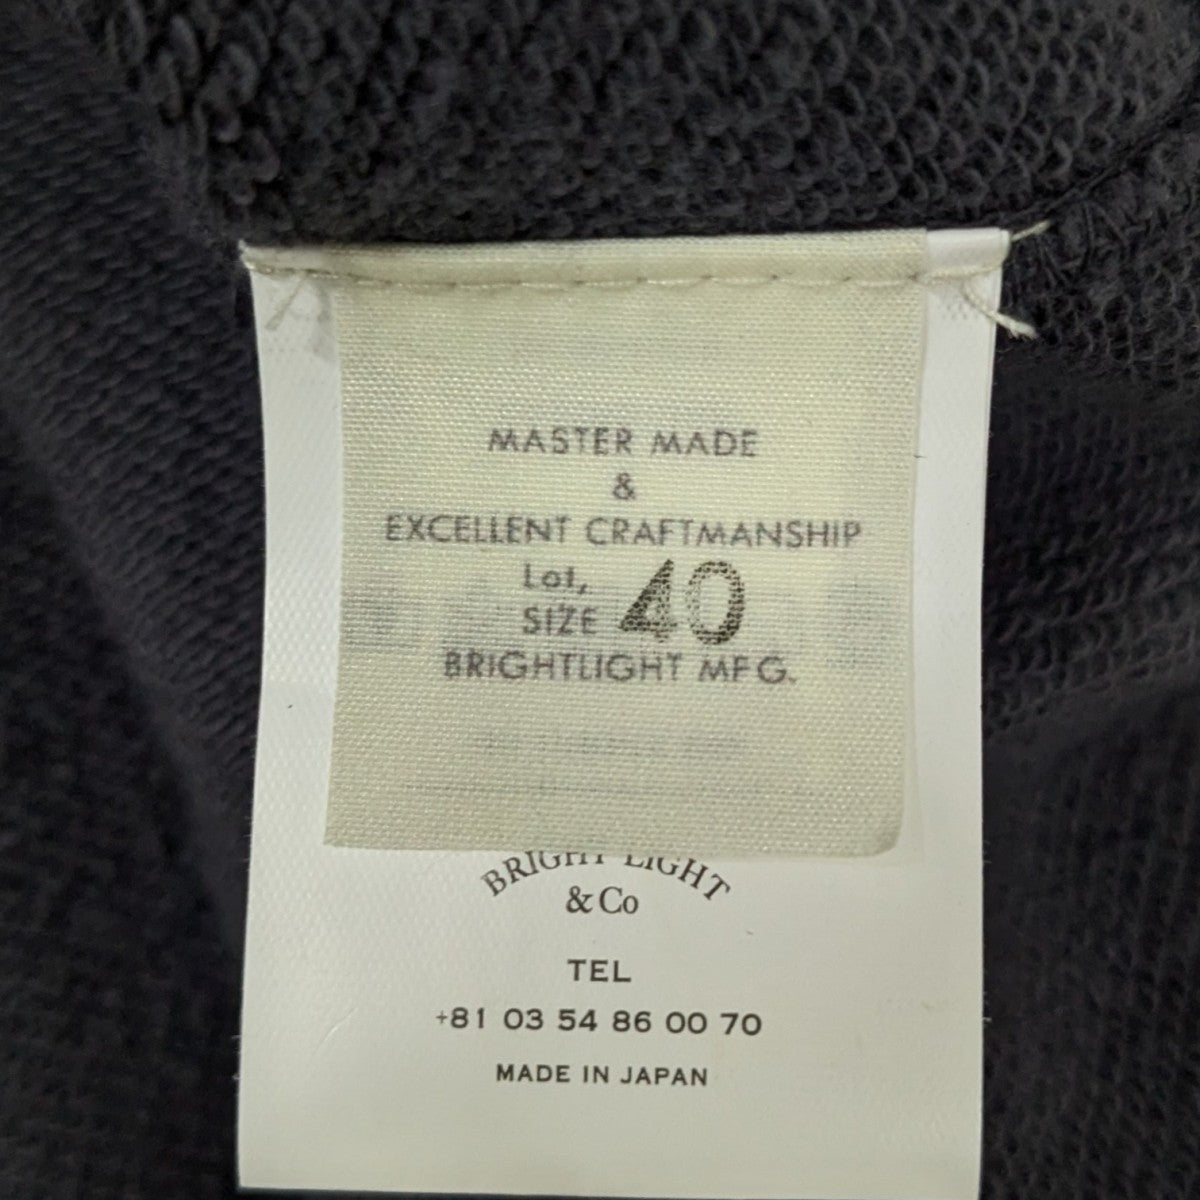 MASTER MADE
&
EXCELLENT CRAFTMANSHIP
Lot,
SIZE 40
BRIGHTLIGHT MFG.
BRIGHT LIGHT
& Co
TEL
+81 03 54 86 00 70
MADE IN JAPAN